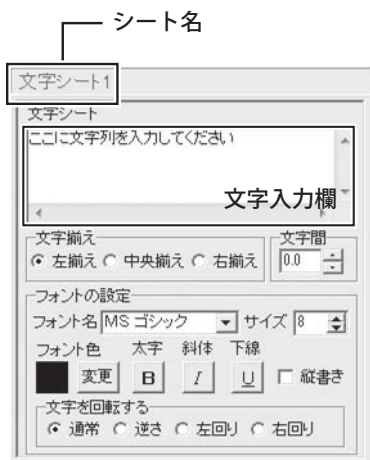 シート名
文字シート1
文字シート
ここに文字列を入力してください
文字入力欄
文字揃え 文字間
左揃え 中央揃え 右揃え 0.0
フォントの設定
フォント名 MS ゴシック サイズ 8
フォント色 太字 斜体 下線
変更 B I U 縦書き
文字を回転する
通常 逆さ 左回り 右回り